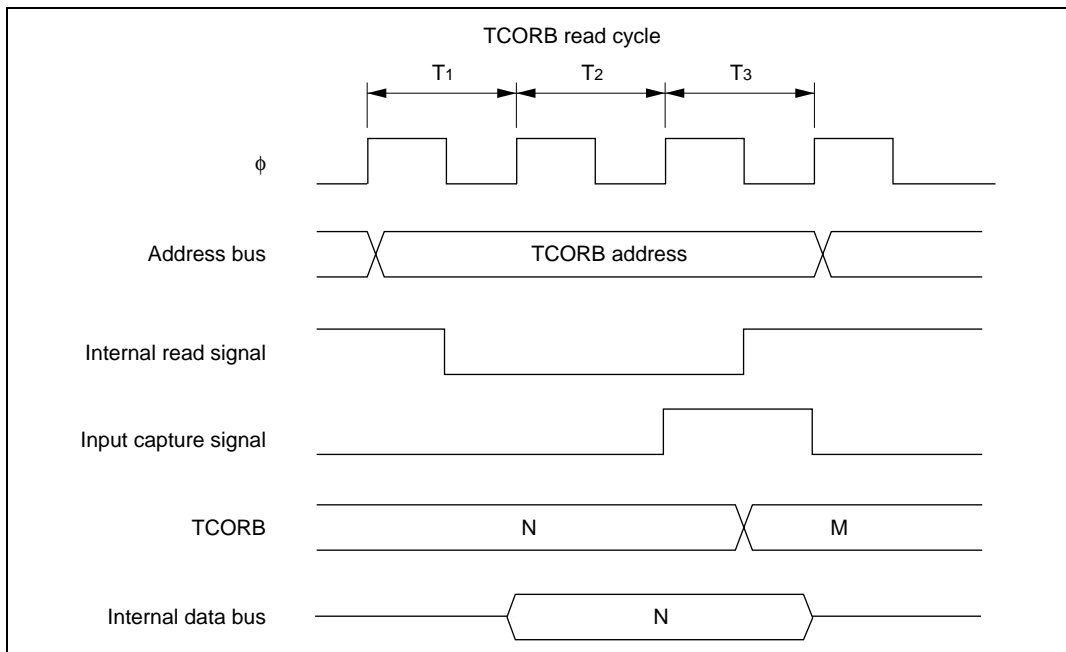 TCORB read cycle
T1 T2 T3
ϕ
Address bus TCORB address
Internal read signal
Input capture signal
TCORB N M
Internal data bus N